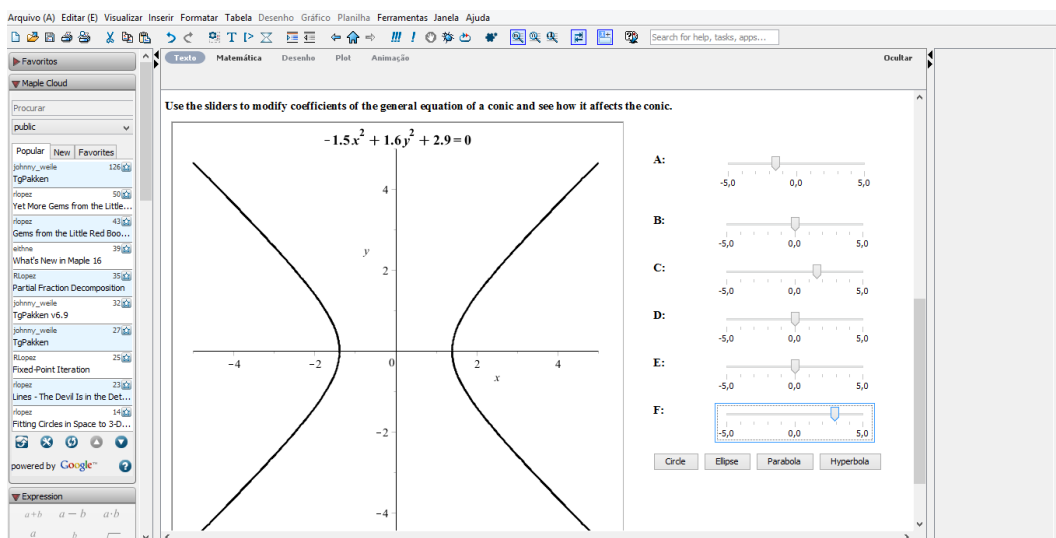 Arquivo (A) Editar (E) Visualizar Inserir Formatar Tabela Desenho Gráfico Planilha Ferramentas Janela Ajuda
Search for help, tasks, apps...
Favoritos
Texto Matemática Desenho Plot Animação Ocultar
Maple Cloud
Procurar
public
Popular New Favorites
johnny_weile 126
TgPakken
rlopez 50
Yet More Gems from the Little...
rlopez 43
Gems from the Little Red Boo...
eithne 39
What's New in Maple 16
RLopez 35
Partial Fraction Decomposition
johnny_weile 32
TgPakken v6.9
johnny_weile 27
TgPakken
RLopez 25
Fixed-Point Iteration
rlopez 23
Lines - The Devil Is in the Det...
rlopez 14
Fitting Circles in Space to 3-D...
powered by Google™
Expression
a+b a − b a·b
a b
Use the sliders to modify coefficients of the general equation of a conic and see how it affects the conic.
-1.5x² + 1.6y² + 2.9 = 0
4
y
2
-4 -2 0 2 4
x
-2
-4
A:
-5,0 0,0 5,0
B:
-5,0 0,0 5,0
C:
-5,0 0,0 5,0
D:
-5,0 0,0 5,0
E:
-5,0 0,0 5,0
F:
-5,0 0,0 5,0
Circle Ellipse Parabola Hyperbola